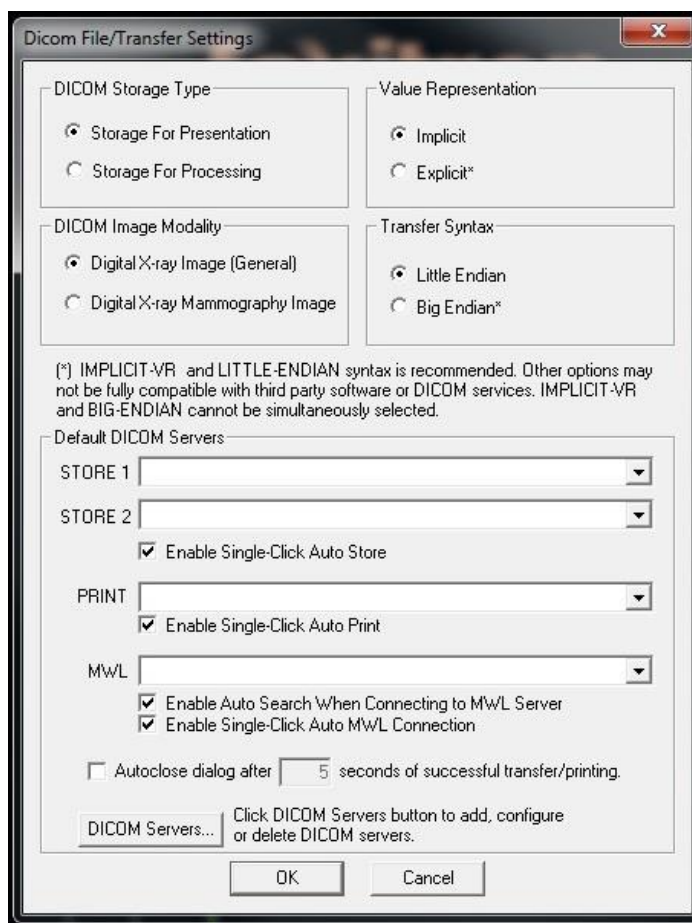 Dicom File/Transfer Settings
DICOM Storage Type
Storage For Presentation
Storage For Processing
Value Representation
Implicit
Explicit*
DICOM Image Modality
Digital X-ray Image (General)
Digital X-ray Mammography Image
Transfer Syntax
Little Endian
Big Endian*
(*) IMPLICIT-VR and LITTLE-ENDIAN syntax is recommended. Other options may
not be fully compatible with third party software or DICOM services. IMPLICIT-VR
and BIG-ENDIAN cannot be simultaneously selected.
Default DICOM Servers
STORE 1
STORE 2
Enable Single-Click Auto Store
PRINT
Enable Single-Click Auto Print
MWL
Enable Auto Search When Connecting to MWL Server
Enable Single-Click Auto MWL Connection
Autoclose dialog after 5 seconds of successful transfer/printing.
DICOM Servers...
Click DICOM Servers button to add, configure
or delete DICOM servers.
OK
Cancel